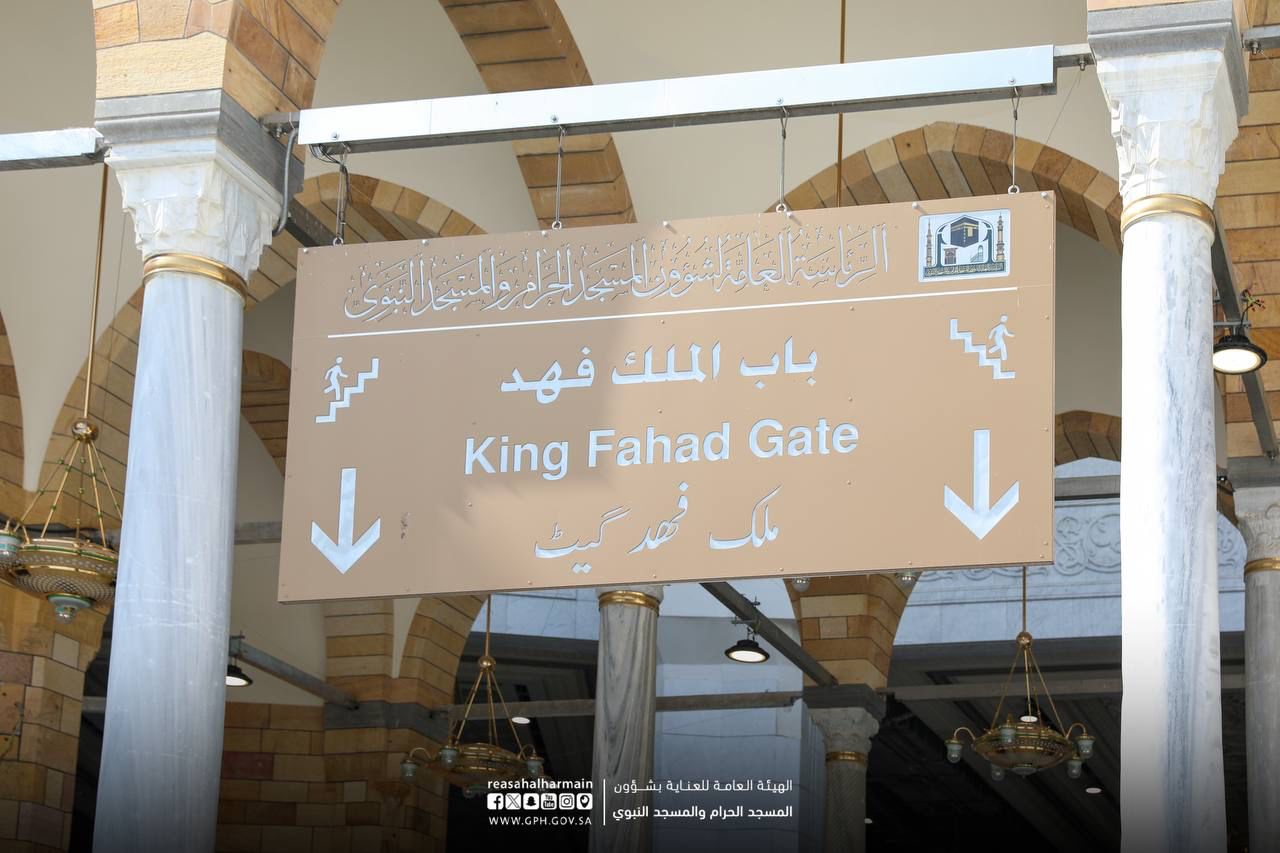 الرئاسة العامة لشؤون المسجد الحرام والمسجد النبوي
باب الملك فهد
King Fahad Gate
ملک فھد گیٹ
reasahalharmain
WWW.GPH.GOV.SA
الهيئة العامة للعناية بشؤون
المسجد الحرام والمسجد النبوي